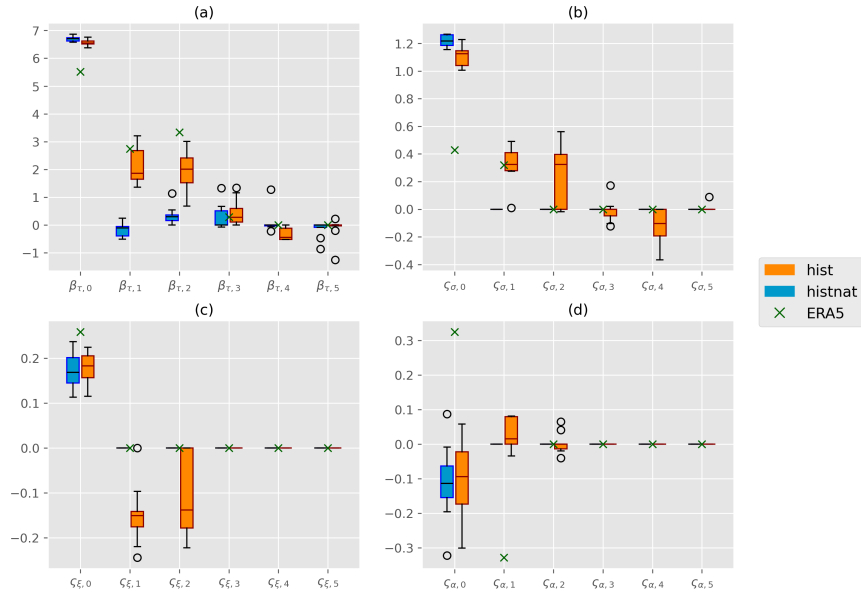 (a)
7
6
5
4
3
2
1
0
−1
βτ, 0
βτ, 1
βτ, 2
βτ, 3
βτ, 4
βτ, 5
(b)
1.2
1.0
0.8
0.6
0.4
0.2
0.0
−0.2
−0.4
ςσ, 0
ςσ, 1
ςσ, 2
ςσ, 3
ςσ, 4
ςσ, 5
hist
histnat
ERA5
(c)
0.2
0.1
0.0
−0.1
−0.2
ςξ, 0
ςξ, 1
ςξ, 2
ςξ, 3
ςξ, 4
ςξ, 5
(d)
0.3
0.2
0.1
0.0
−0.1
−0.2
−0.3
ςα, 0
ςα, 1
ςα, 2
ςα, 3
ςα, 4
ςα, 5